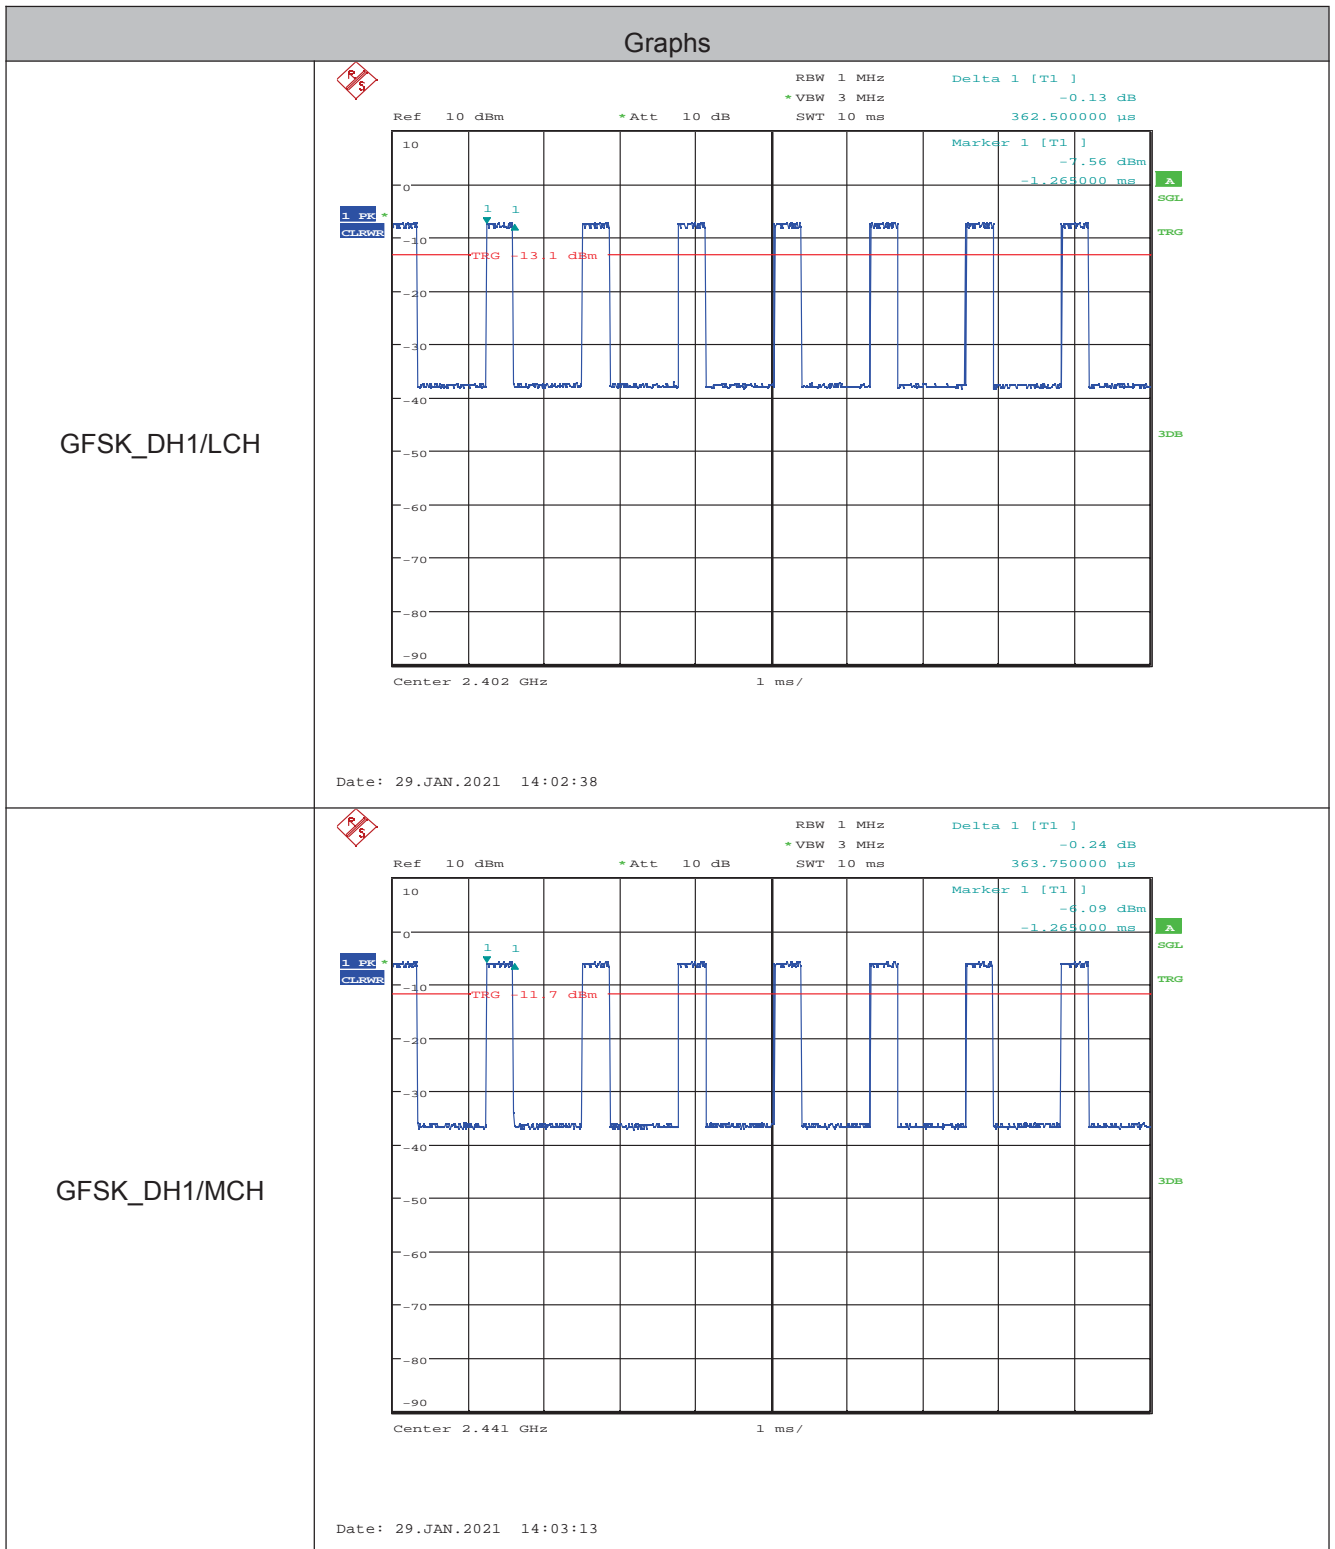 Graphs
GFSK_DH1/LCH
R
S
RBW 1 MHz
Delta 1 [T1 ]
*VBW 3 MHz
-0.13 dB
Ref 10 dBm
*Att 10 dB
SWT 10 ms
362.500000 µs
10
Marker 1 [T1 ]
-7.56 dBm
-1.265000 ms
A
SGL
0
1 PK *
CLRWR
1 1
TRG
-10
TRG -13.1 dBm
-20
-30
-40
3DB
-50
-60
-70
-80
-90
Center 2.402 GHz
1 ms/
Date: 29.JAN.2021 14:02:38
GFSK_DH1/MCH
R
S
RBW 1 MHz
Delta 1 [T1 ]
*VBW 3 MHz
-0.24 dB
Ref 10 dBm
*Att 10 dB
SWT 10 ms
363.750000 µs
10
Marker 1 [T1 ]
-6.09 dBm
-1.265000 ms
A
SGL
0
1 PK *
CLRWR
1 1
TRG
-10
TRG -11.7 dBm
-20
-30
-40
3DB
-50
-60
-70
-80
-90
Center 2.441 GHz
1 ms/
Date: 29.JAN.2021 14:03:13